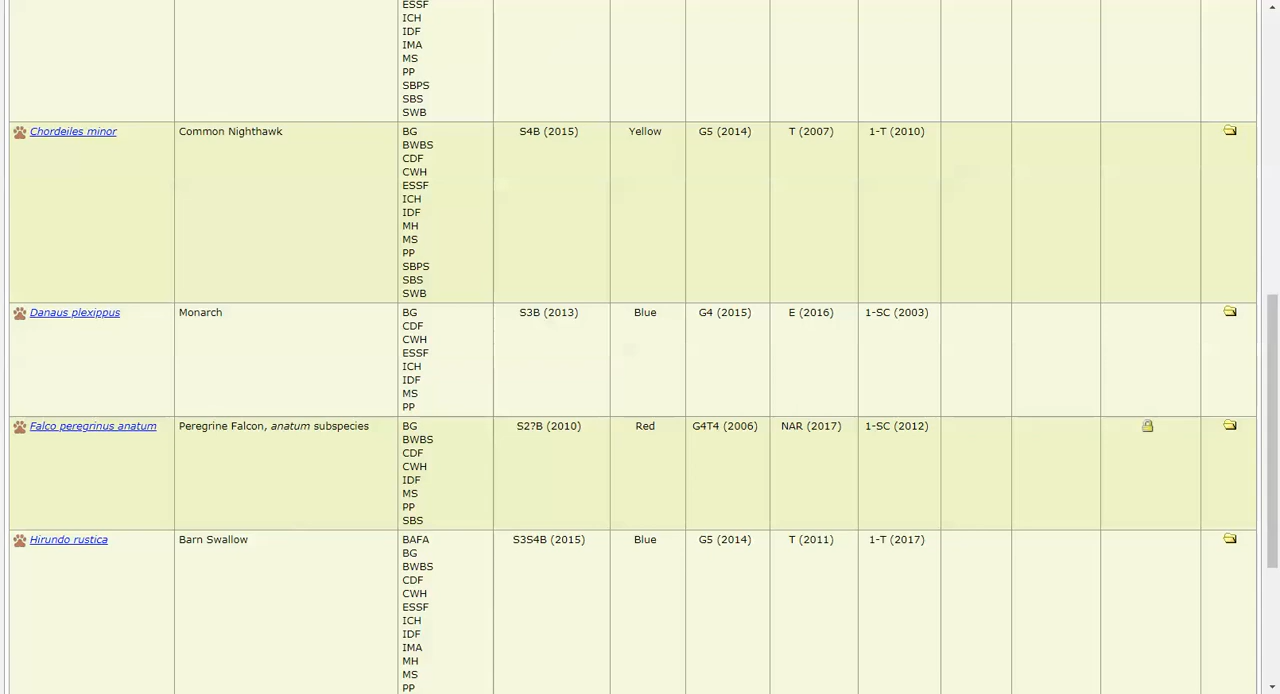 ESSF
ICH
IDF
IMA
MS
PP
SBPS
SBS
SWB
Chordeiles minor Common Nighthawk BG S4B (2015) Yellow G5 (2014) T (2007) 1-T (2010)
BWBS
CDF
CWH
ESSF
ICH
IDF
MH
MS
PP
SBPS
SBS
SWB
Danaus plexippus Monarch BG S3B (2013) Blue G4 (2015) E (2016) 1-SC (2003)
CDF
CWH
ESSF
ICH
IDF
MS
PP
Falco peregrinus anatum Peregrine Falcon, anatum subspecies BG S2?B (2010) Red G4T4 (2006) NAR (2017) 1-SC (2012)
BWBS
CDF
CWH
IDF
MS
PP
SBS
Hirundo rustica Barn Swallow BAFA S3S4B (2015) Blue G5 (2014) T (2011) 1-T (2017)
BG
BWBS
CDF
CWH
ESSF
ICH
IDF
IMA
MH
MS
PP